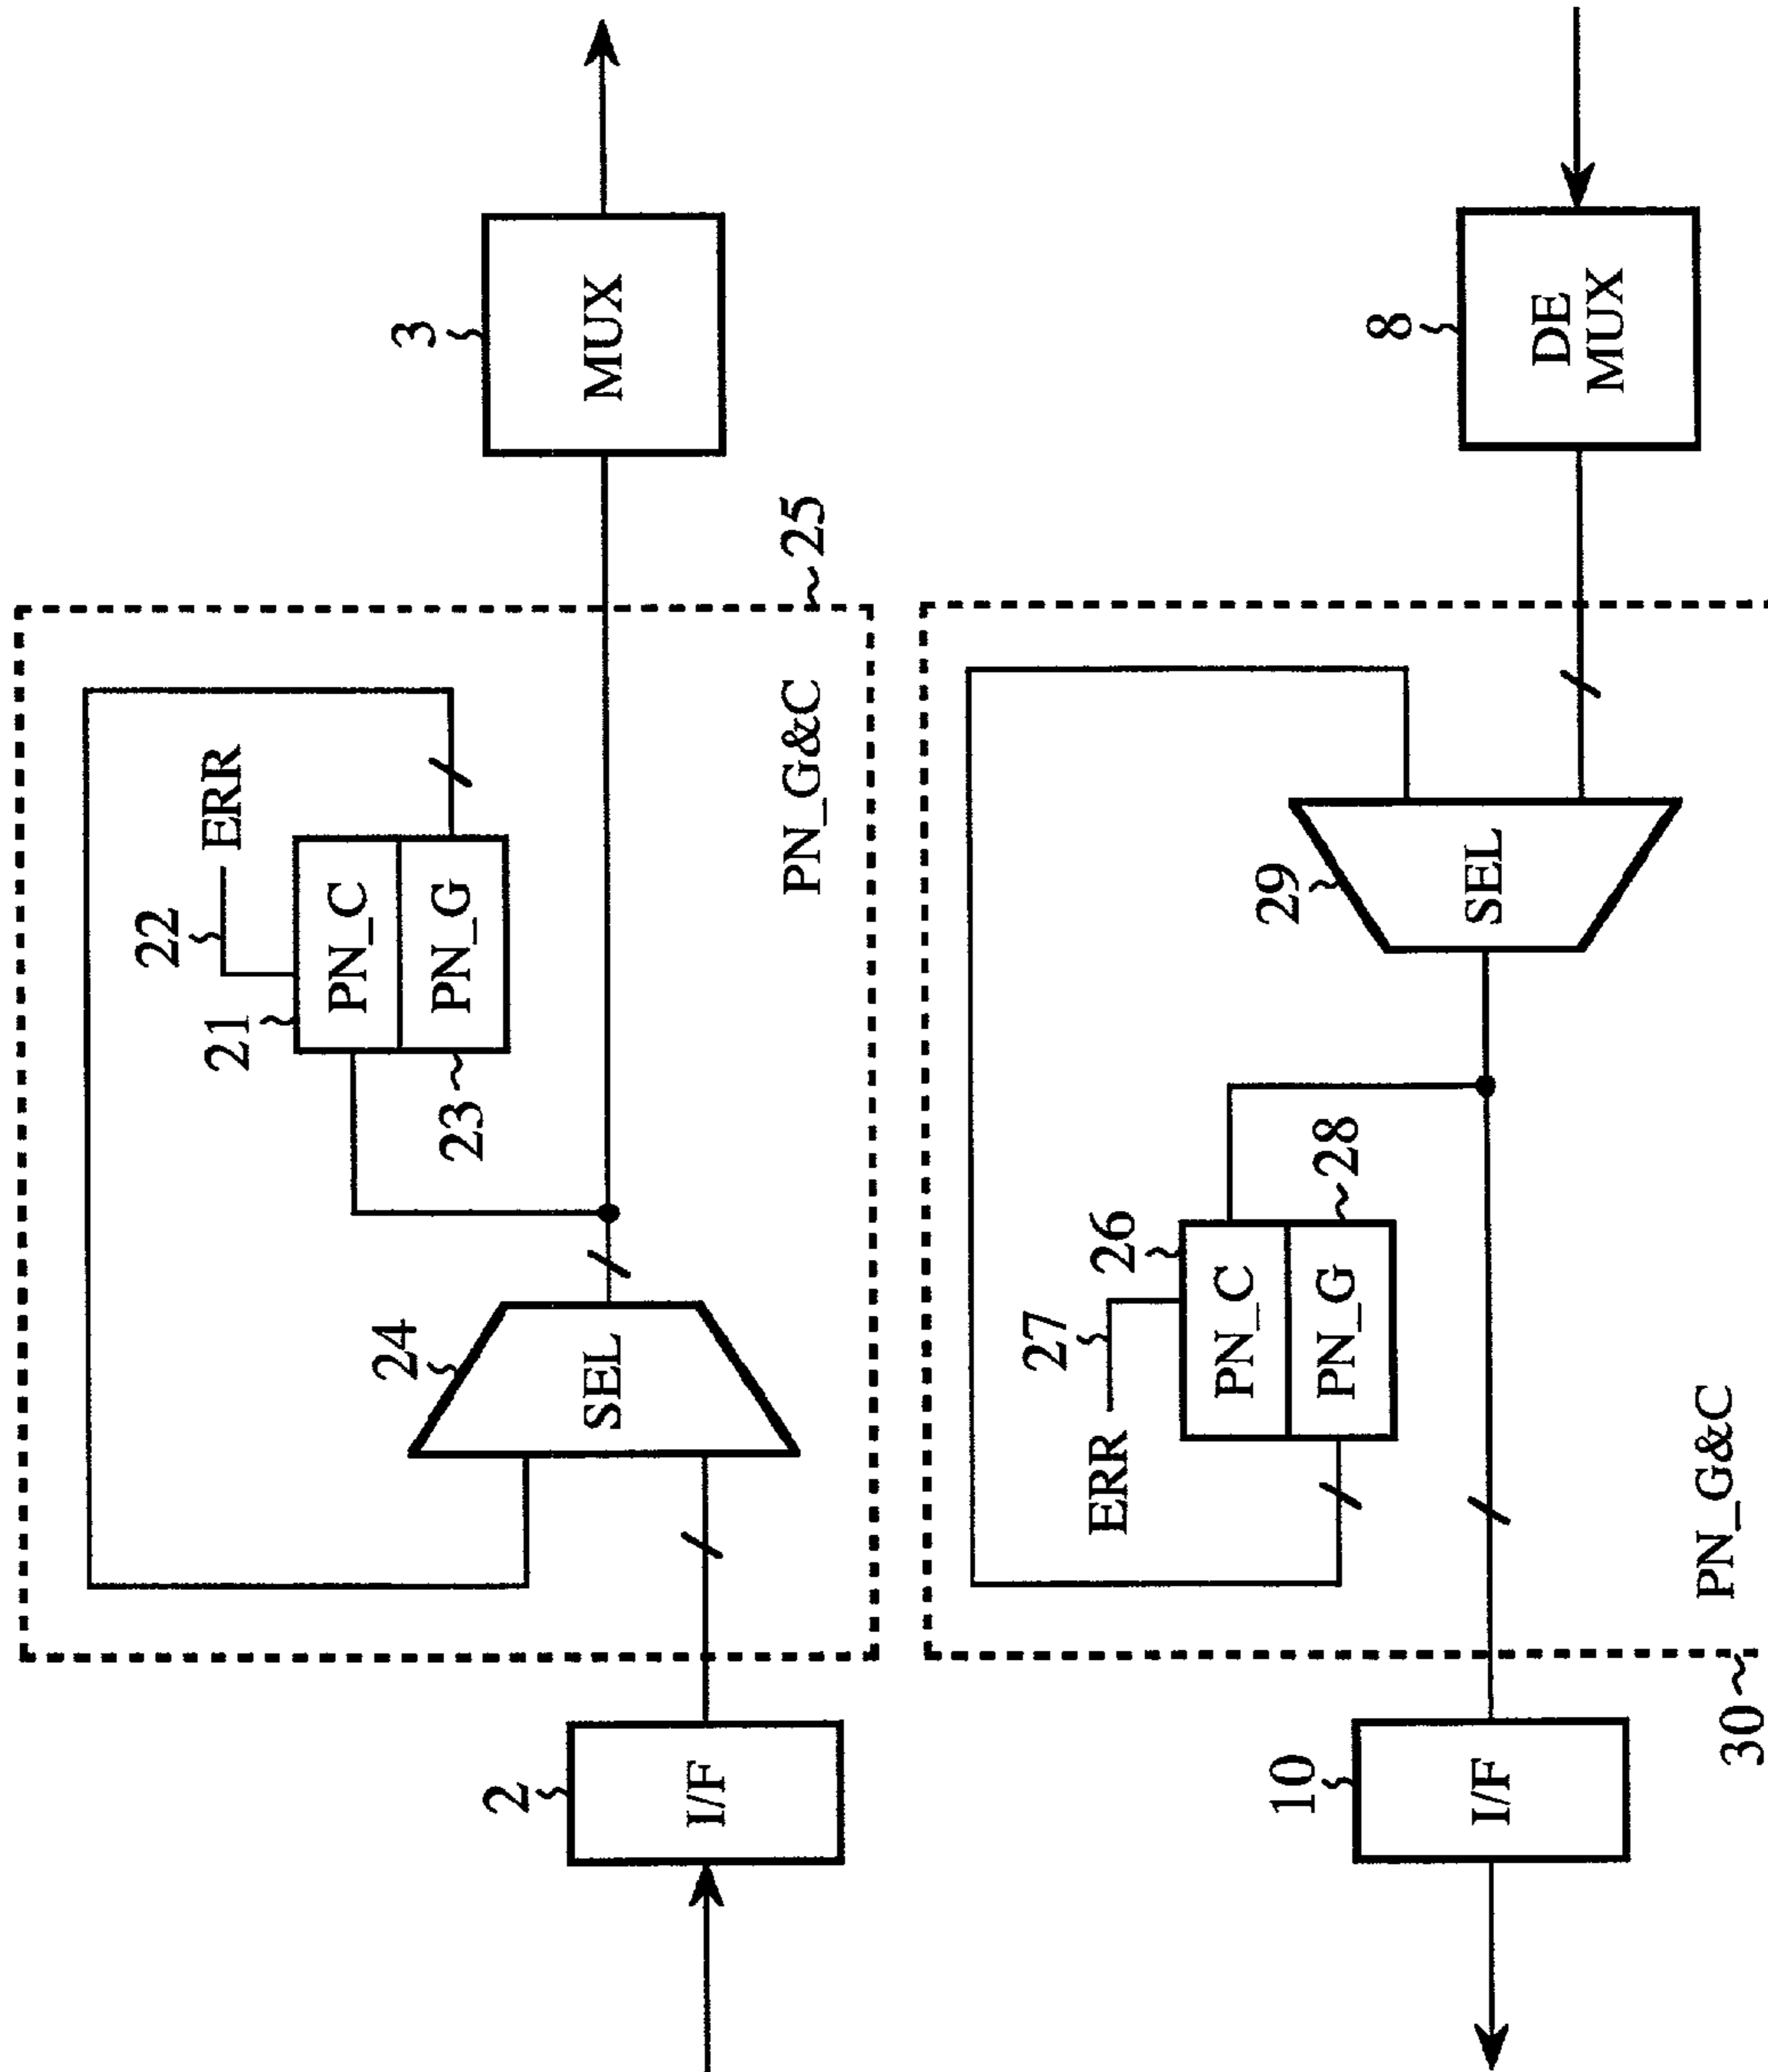 2
I/F
24
SEL
21
22
ERR
PN_C
PN_G
23
PN_G&C
25
3
MUX
10
I/F
30
PN_G&C
27
ERR
26
PN_C
PN_G
28
29
SEL
8
DE
MUX